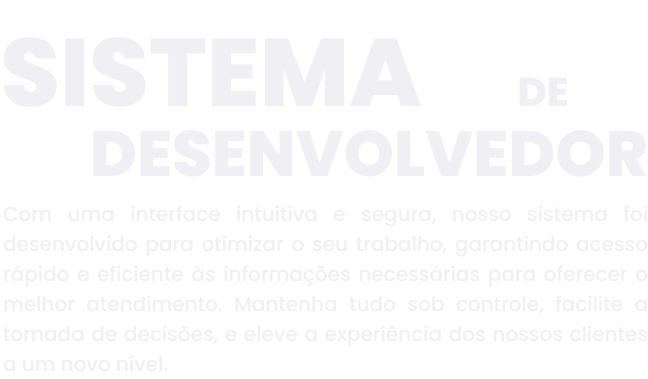 SISTEMA DE
DESENVOLVEDOR
Com uma interface intuitiva e segura, nosso sistema foi
desenvolvido para otimizar o seu trabalho, garantindo acesso
rápido e eficiente às informações necessárias para oferecer o
melhor atendimento. Mantenha tudo sob controle, facilite a
tomada de decisões, e eleve a experiência dos nossos clientes
a um novo nível.